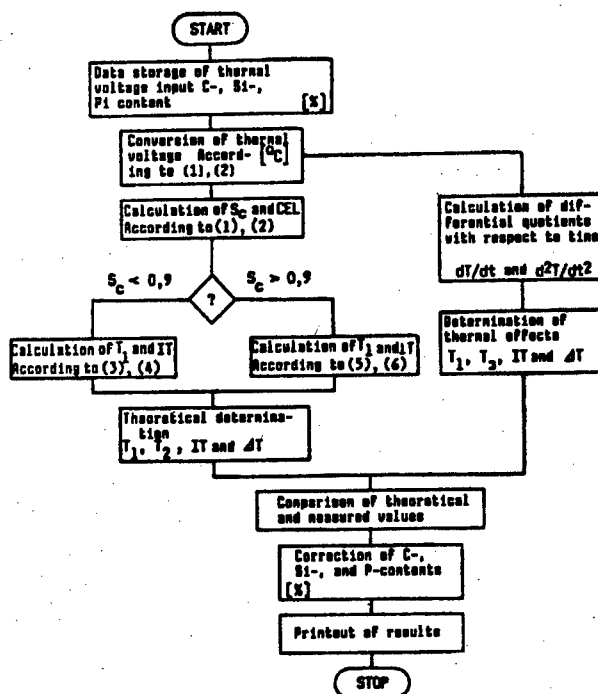 START
Data storage of thermal
voltage input C-, Si-,
Pi content [%]
Conversion of thermal
voltage Accord- [°C]
ing to (1),(2)
Calculation of S_c and CEL
According to(1), (2)
S_c < 0,9
?
S_c > 0,9
Calculation of T_1 and IT
According to (3), (4)
Calculation of T_1 and IT
According to (5), (6)
Theoretical determina-
tion
T_1, T_2, IT and ΔT
Calculation of dif-
ferential quotients
with respect to time
dT/dt and d²T/dt²
Determination of
thermal effects
T_1, T_s, IT and ΔT
Comparison of theoretical
and measured values
Correction of C-,
Si-, and P-contents
[%]
Printout of results
STOP